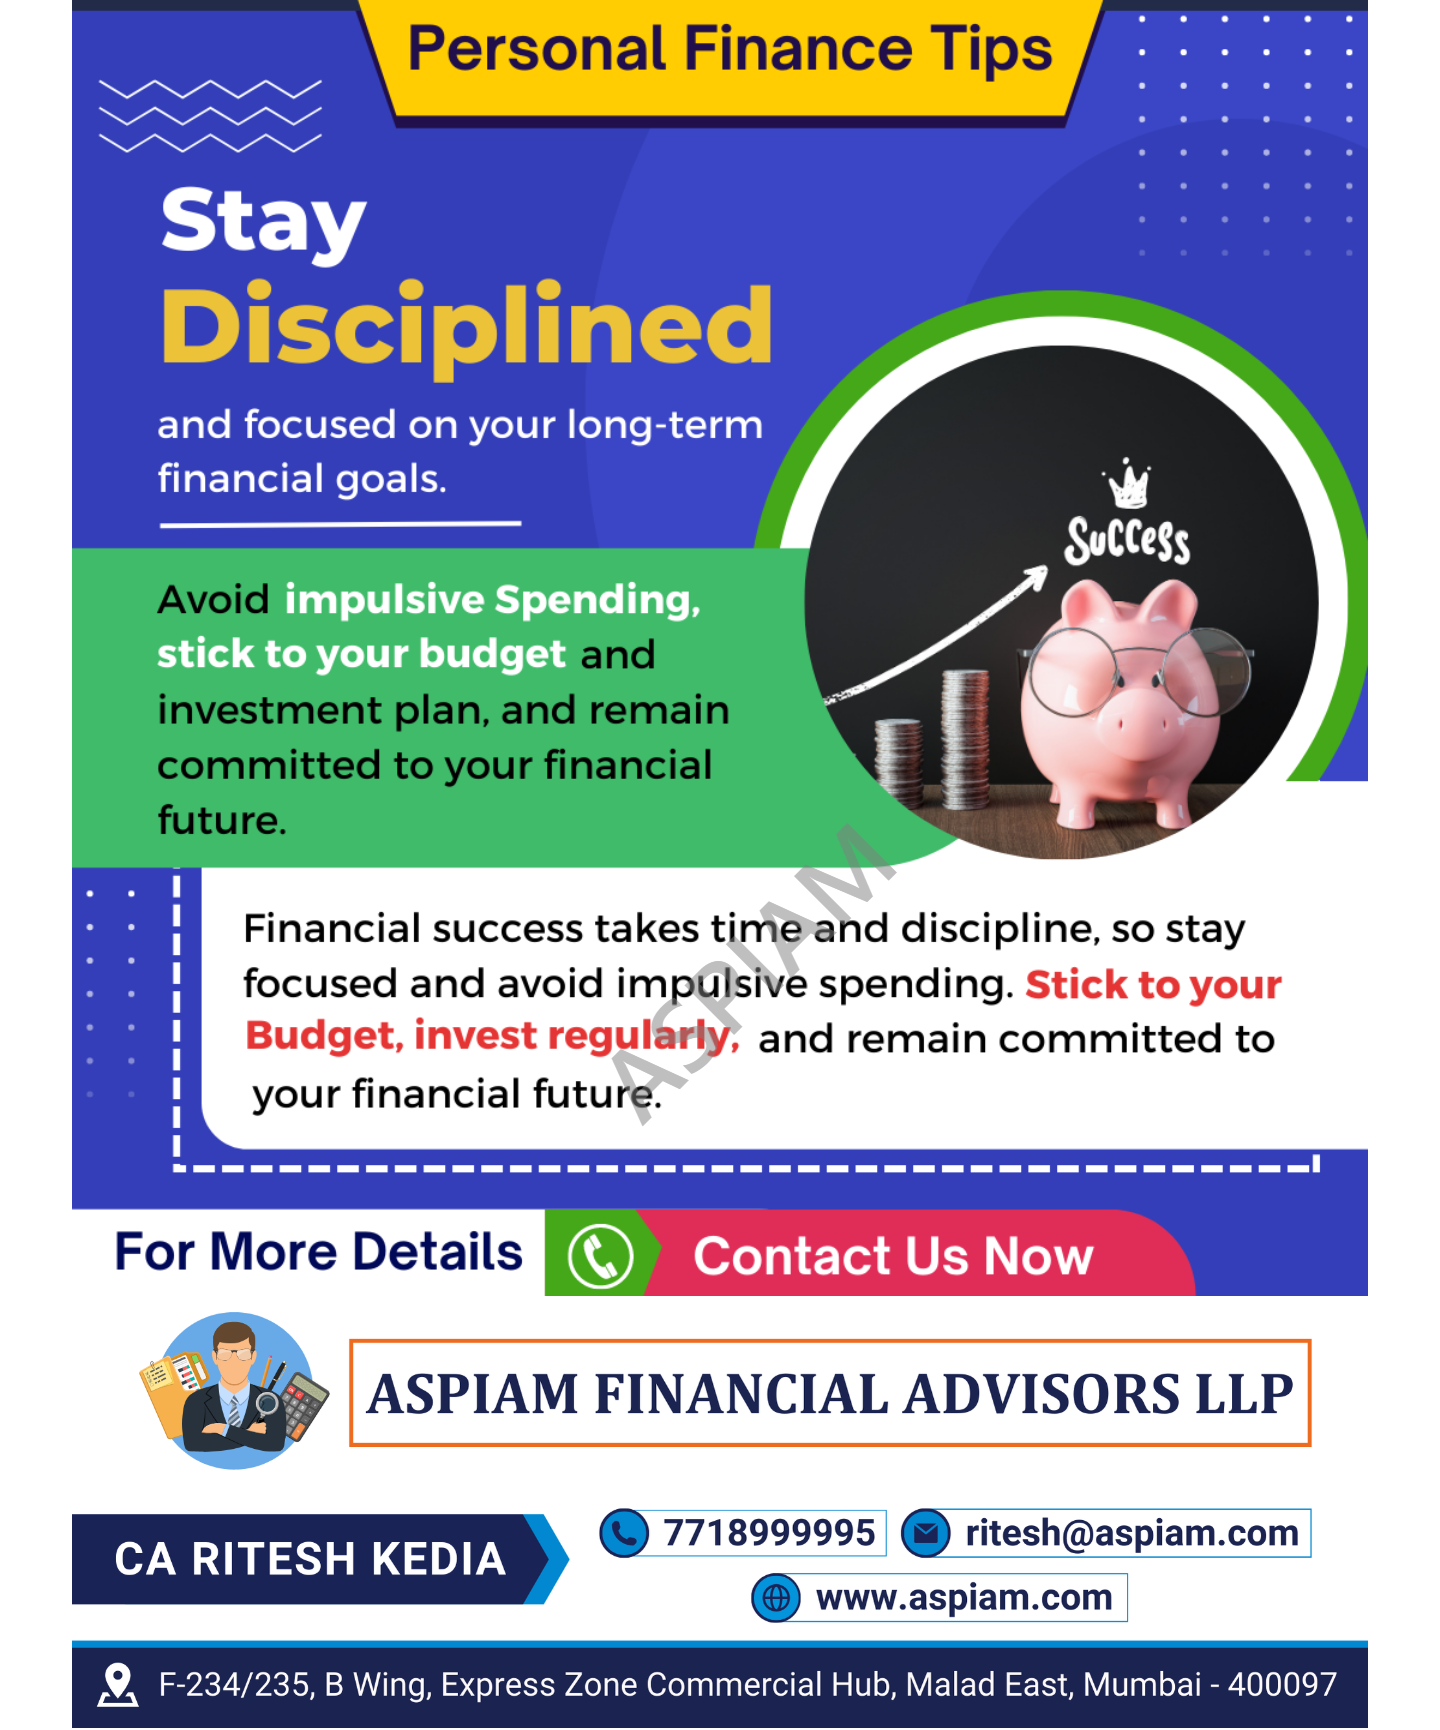 Personal Finance Tips
Stay
Disciplined
and focused on your long-term
financial goals.
Success
Avoid impulsive Spending,
stick to your budget and
investment plan, and remain
committed to your financial
future.
Financial success takes time and discipline, so stay
focused and avoid impulsive spending. Stick to your
Budget, invest regularly, and remain committed to
your financial future.
ASPIAM
For More Details
Contact Us Now
ASPIAM FINANCIAL ADVISORS LLP
CA RITESH KEDIA
7718999995
ritesh@aspiam.com
www.aspiam.com
F-234/235, B Wing, Express Zone Commercial Hub, Malad East, Mumbai - 400097